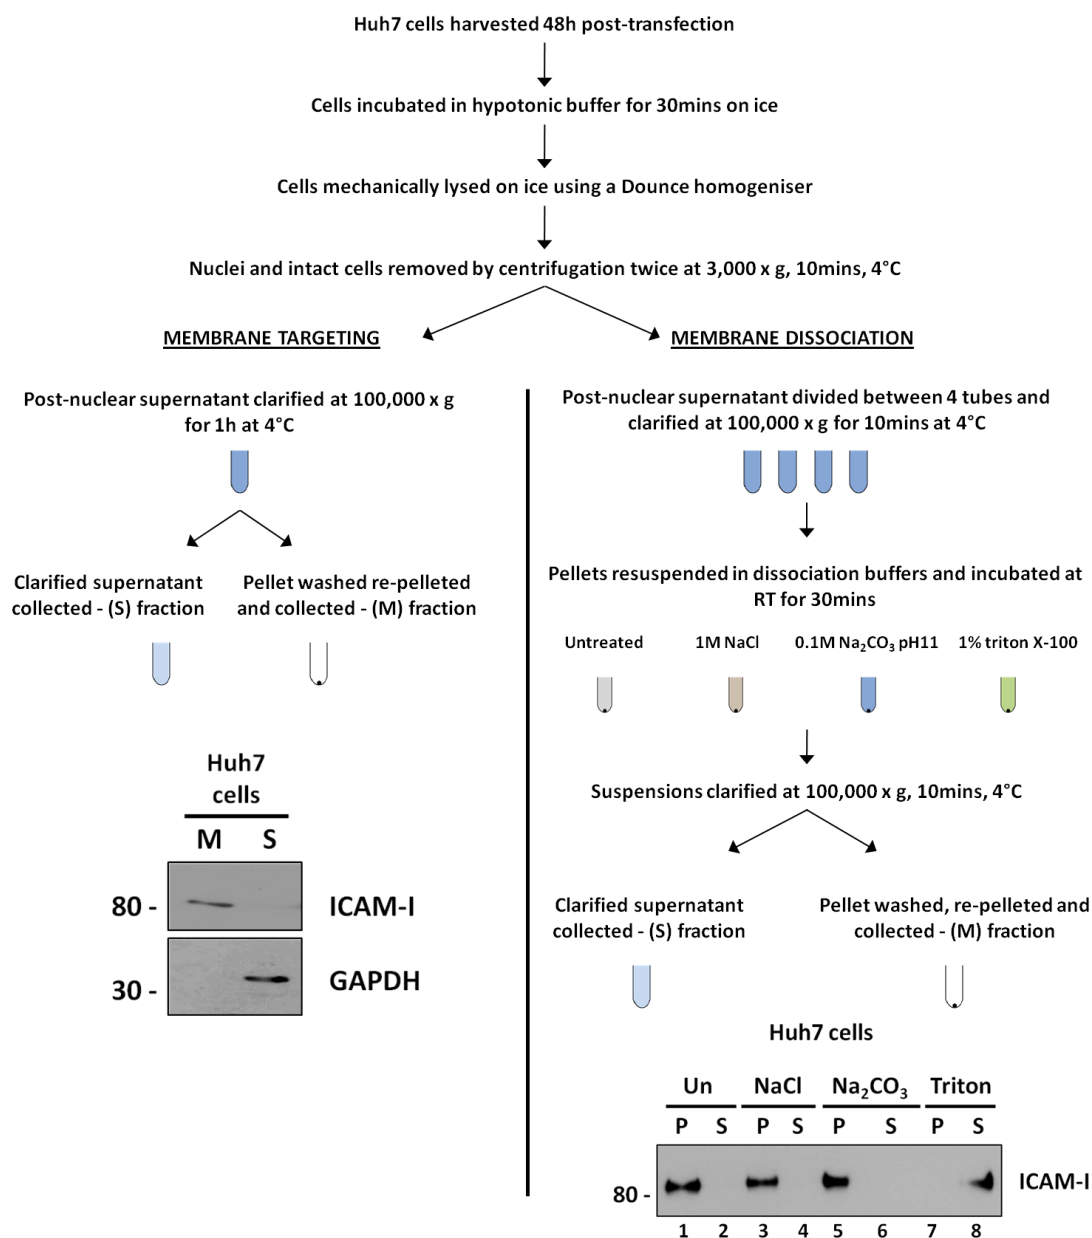 Huh7 cells harvested 48h post-transfection
Cells incubated in hypotonic buffer for 30mins on ice
Cells mechanically lysed on ice using a Dounce homogeniser
Nuclei and intact cells removed by centrifugation twice at 3,000 x g, 10mins, 4°C
MEMBRANE TARGETING
Post-nuclear supernatant clarified at 100,000 x g
for 1h at 4°C
Clarified supernatant
collected - (S) fraction
Pellet washed re-pelleted
and collected - (M) fraction
Huh7
cells
M S
80 - ICAM-I
30 - GAPDH
MEMBRANE DISSOCIATION
Post-nuclear supernatant divided between 4 tubes and
clarified at 100,000 x g for 10mins at 4°C
Pellets resuspended in dissociation buffers and incubated at
RT for 30mins
Untreated 1M NaCl 0.1M Na₂CO₃ pH11 1% triton X-100
Suspensions clarified at 100,000 x g, 10mins, 4°C
Clarified supernatant
collected - (S) fraction
Pellet washed, re-pelleted and
collected - (M) fraction
Huh7 cells
Un NaCl Na₂CO₃ Triton
P S P S P S P S
80 - ICAM-I
1 2 3 4 5 6 7 8